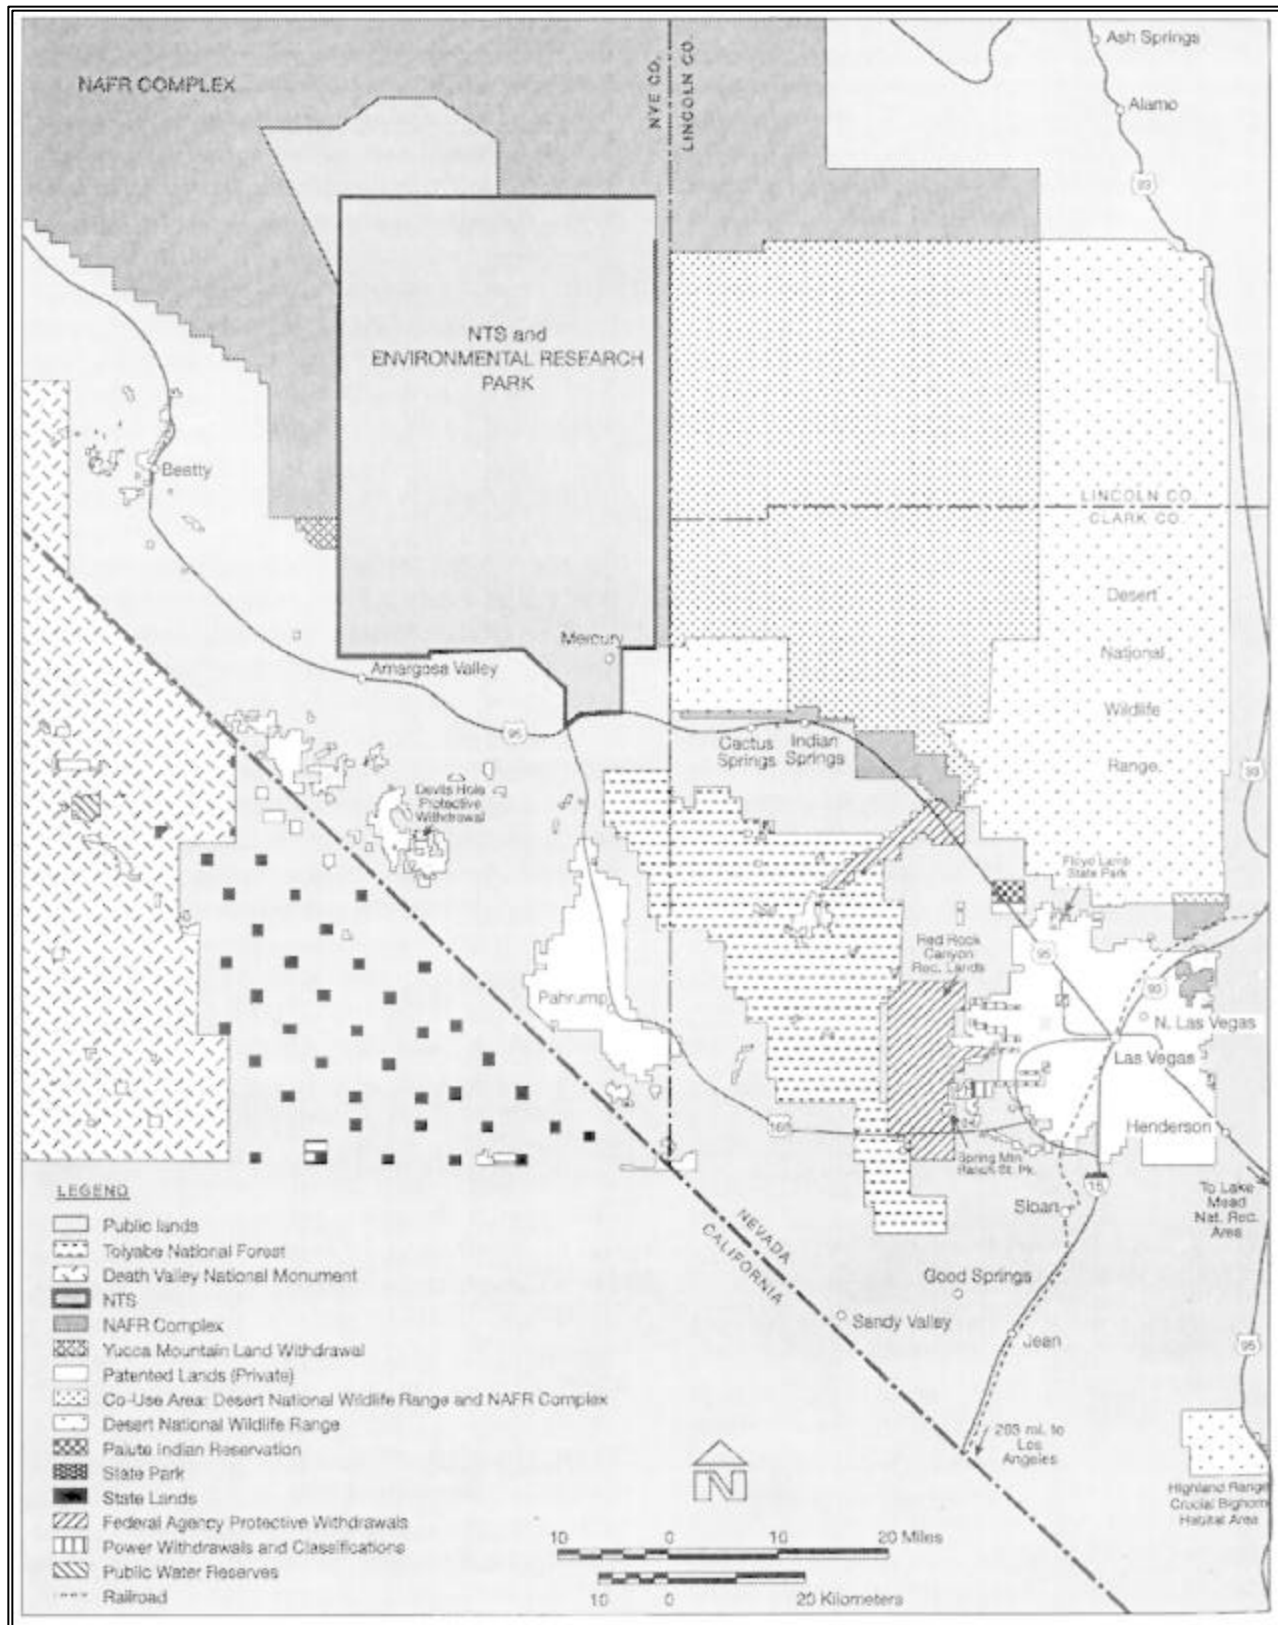 NAFR COMPLEX
NYE CO.
LINCOLN CO.
Ash Springs
Alamo
93
NTS and
ENVIRONMENTAL RESEARCH
PARK
Beatty
LINCOLN CO.
CLARK CO.
Desert
National
Wildlife
Range
Mercury
Amargosa Valley
95
Cactus
Springs
Indian
Springs
93
Devils Hole
Protective
Withdrawal
Floyd Lamb
State Park
Red Rock
Canyon
Rec. Lands
95
93
Pahrump
N. Las Vegas
Las Vegas
160
Henderson
Spring Mtn.
Ranch St. Pk.
15
To Lake
Mead
Nat. Rec.
Area
Sloan
NEVADA
CALIFORNIA
Good Springs
Sandy Valley
Jean
95
LEGEND
Public lands
Toiyabe National Forest
Death Valley National Monument
NTS
NAFR Complex
Yucca Mountain Land Withdrawal
Patented Lands (Private)
Co-Use Area: Desert National Wildlife Range and NAFR Complex
Desert National Wildlife Range
Paiute Indian Reservation
State Park
State Lands
Federal Agency Protective Withdrawals
Power Withdrawals and Classifications
Public Water Reserves
Railroad
mi. to
Los
Angeles
Highland Range
Crucial Bighorn
Habitat Area
N
10 0 20 Miles
10 0 20 Kilometers